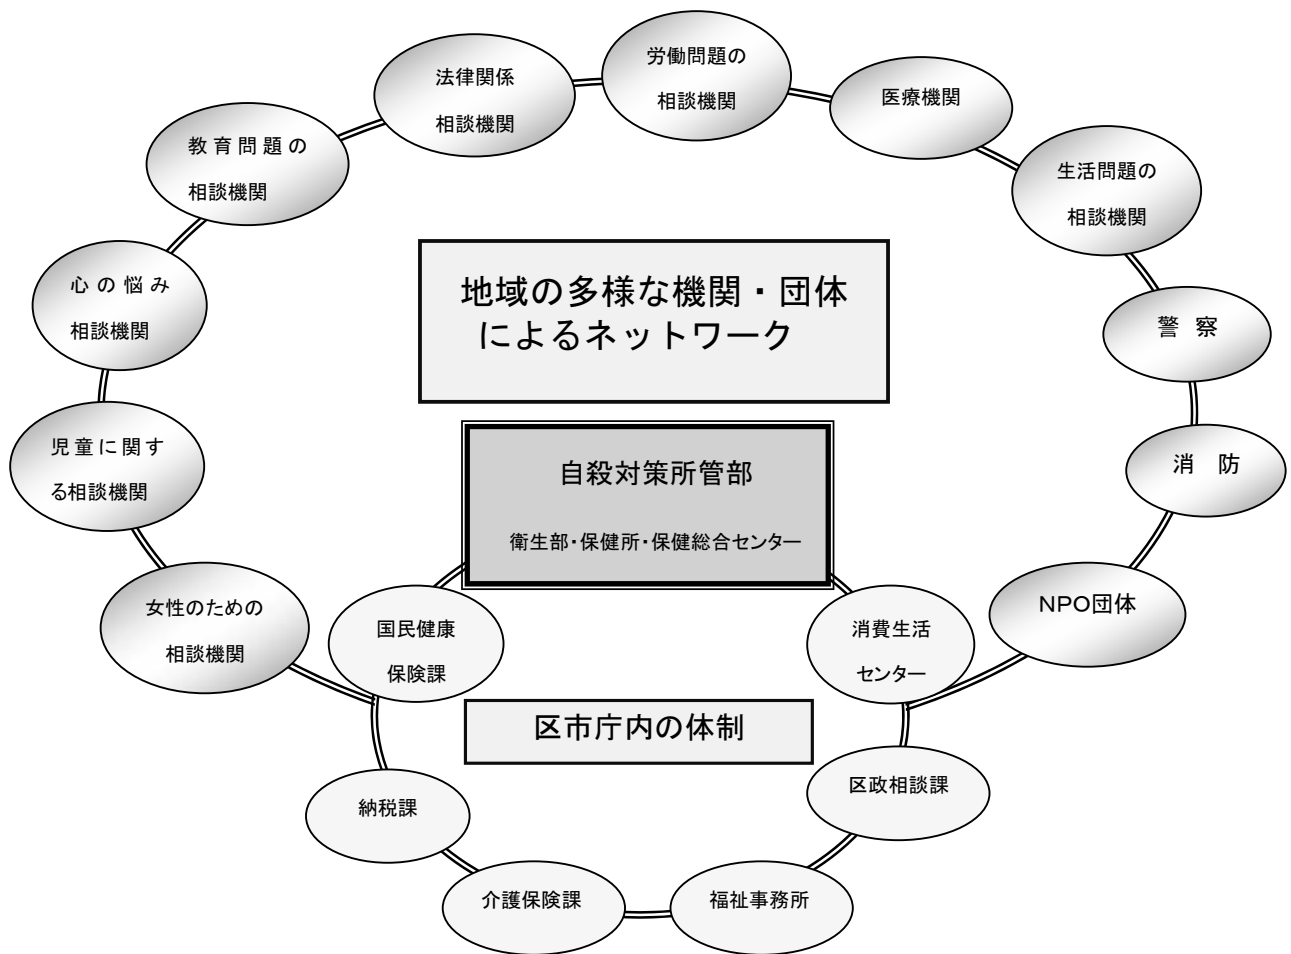 労働問題の
相談機関
法律関係
相談機関
医療機関
教育問題の
相談機関
生活問題の
相談機関
心の悩み
相談機関
地域の多様な機関・団体
によるネットワーク
警 察
児童に関す
る相談機関
消 防
自殺対策所管部
衛生部・保健所・保健総合センター
女性のための
相談機関
国民健康
保険課
消費生活
センター
NPO団体
区市庁内の体制
納税課
区政相談課
介護保険課
福祉事務所